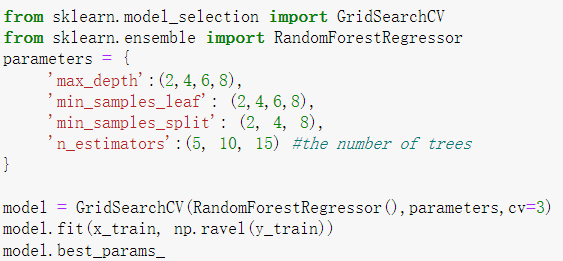 from sklearn.model_selection import GridSearchCV
from sklearn.ensemble import RandomForestRegressor
parameters = {
    'max_depth':(2,4,6,8),
    'min_samples_leaf': (2,4,6,8),
    'min_samples_split': (2, 4, 8),
    'n_estimators':(5, 10, 15) #the number of trees
}

model = GridSearchCV(RandomForestRegressor(),parameters,cv=3)
model.fit(x_train, np.ravel(y_train))
model.best_params_